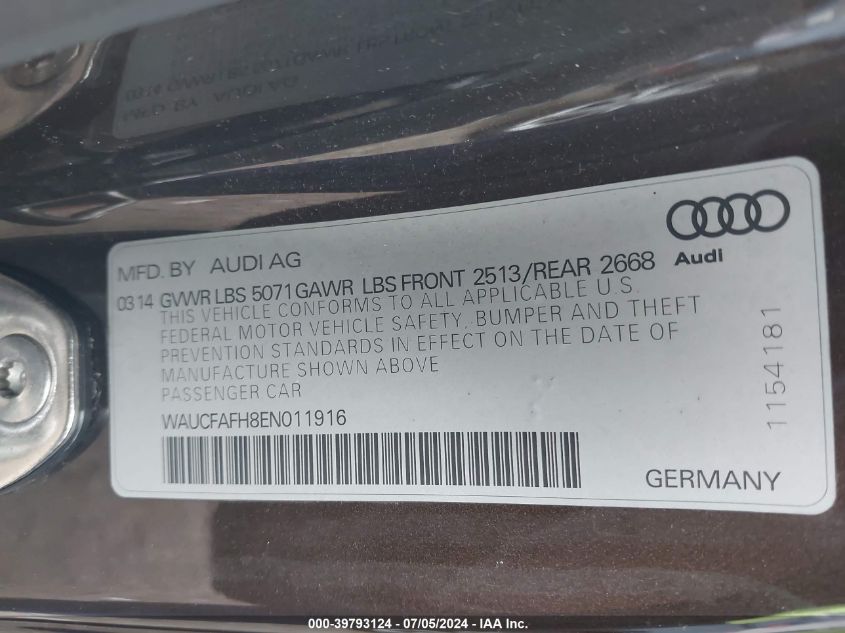 MFD. BY AUDI AG
Audi
0314 GVWR LBS 5071 GAWR LBS FRONT 2513/REAR 2668
THIS VEHICLE CONFORMS TO ALL APPLICABLE U.S.
FEDERAL MOTOR VEHICLE SAFETY, BUMPER AND THEFT
PREVENTION STANDARDS IN EFFECT ON THE DATE OF
MANUFACTURE SHOWN ABOVE
PASSENGER CAR
WAUCFAFH8EN011916
1154181
GERMANY
000-39793124 - 07/05/2024 - IAA Inc.